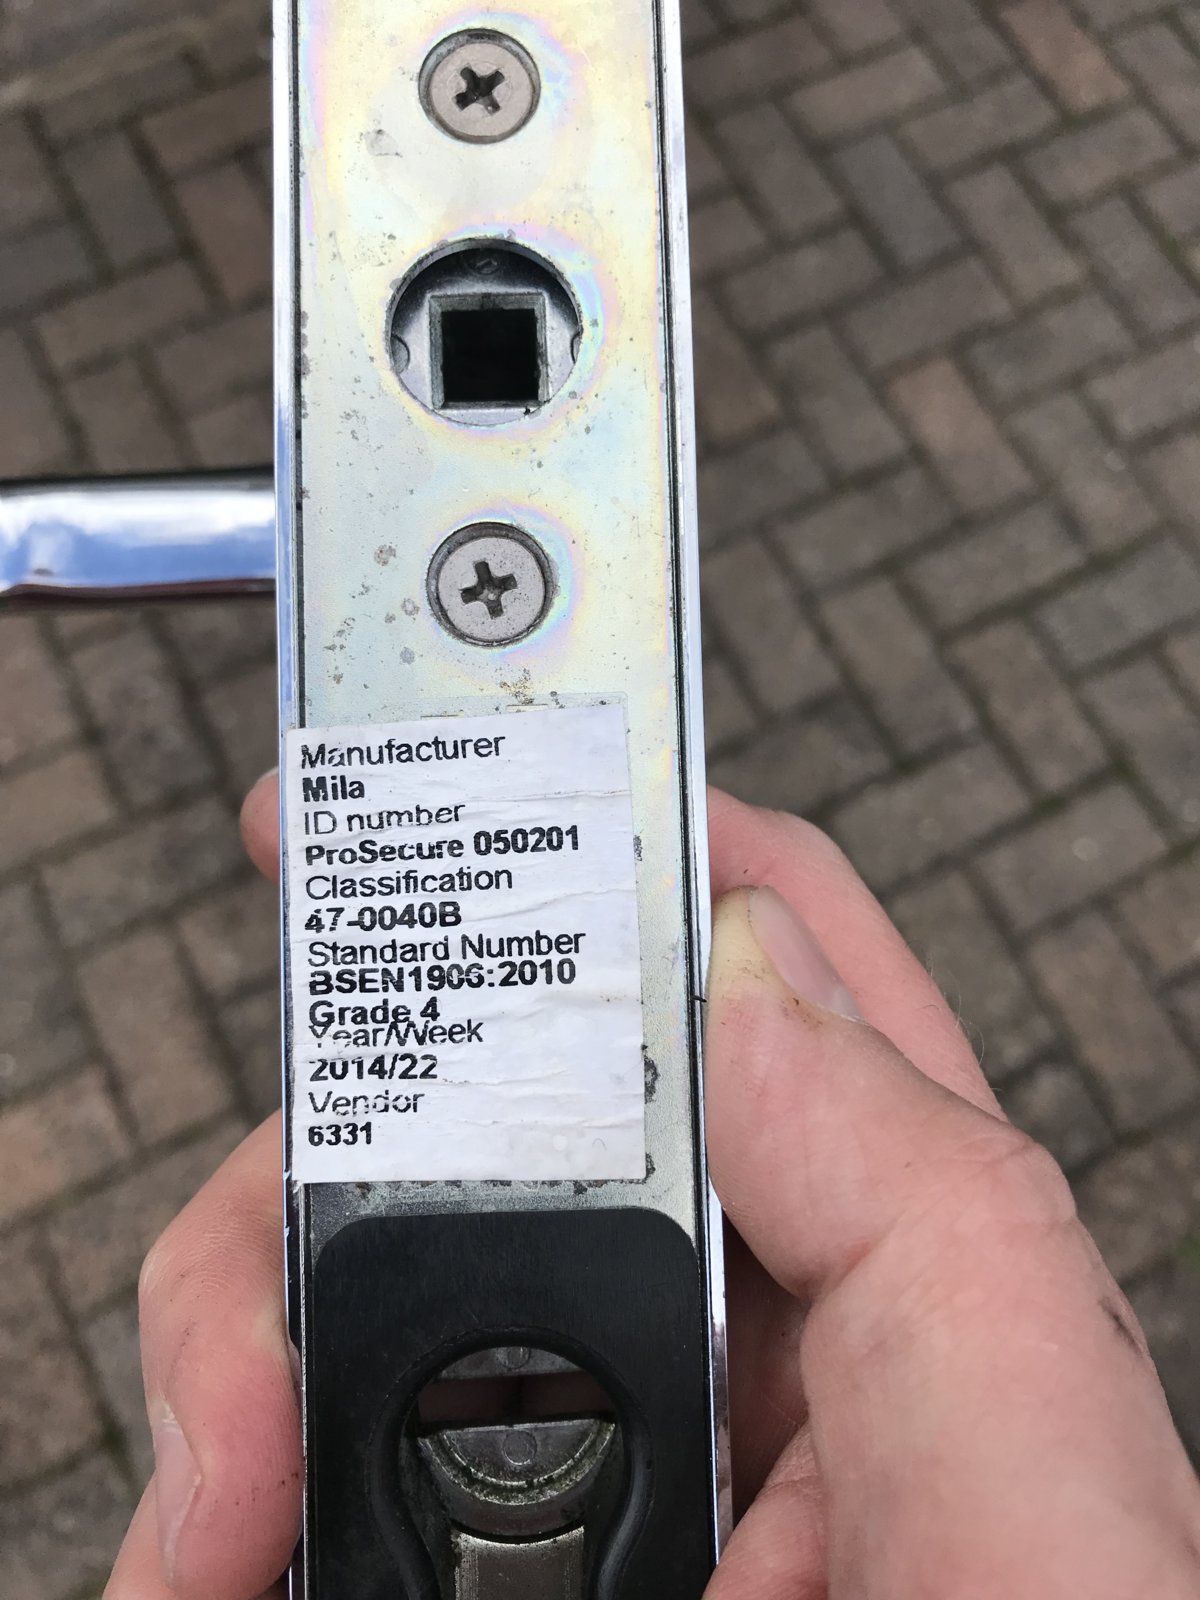 Manufacturer
Mila
ID number
ProSecure 050201
Classification
47-0040B
Standard Number
BSEN1906:2010
Grade 4
Year/Week
2014/22
Vendor
6331